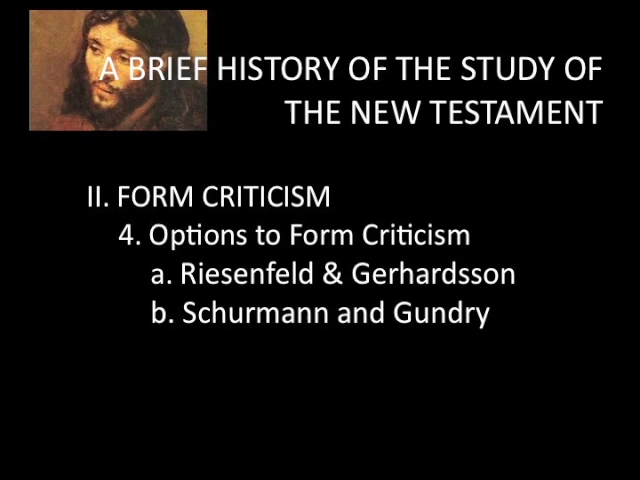 A BRIEF HISTORY OF THE STUDY OF
THE NEW TESTAMENT
II. FORM CRITICISM
4. Options to Form Criticism
a. Riesenfeld & Gerhardsson
b. Schurmann and Gundry